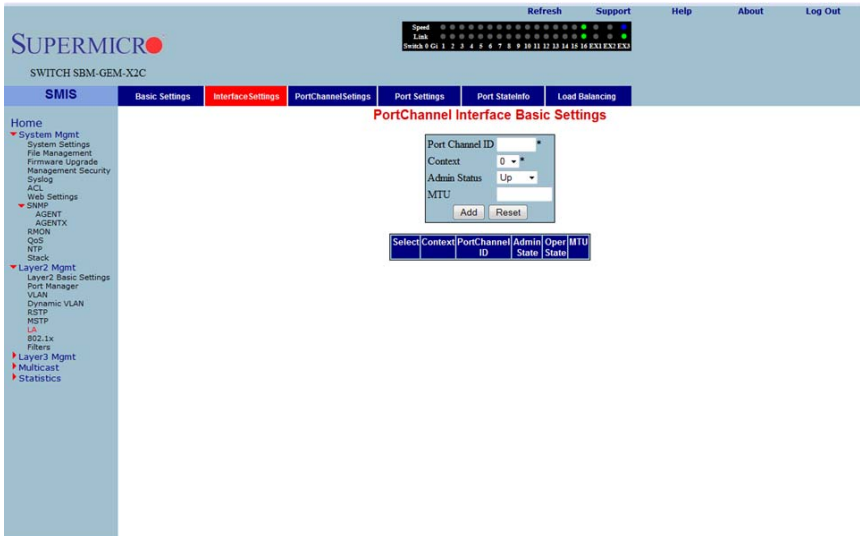 Refresh Support Help About Log Out
Speed
Link
Switch 0 Gi 1 2 3 4 5 6 7 8 9 10 11 12 13 14 15 16 EX1 EX2 EX3
SUPERMICRO
SWITCH SBM-GEM-X2C
SMIS
Basic Settings InterfaceSettings PortChannelSetings Port Settings Port StateInfo Load Balancing
PortChannel Interface Basic Settings
Home
System Mgmt
System Settings
File Management
Firmware Upgrade
Management Security
Syslog
ACL
Web Settings
SNMP
AGENT
AGENTX
RMON
QoS
NTP
Stack
Layer2 Mgmt
Layer2 Basic Settings
Port Manager
VLAN
Dynamic VLAN
RSTP
MSTP
LA
802.1x
Filters
Layer3 Mgmt
Multicast
Statistics
Port Channel ID *
Context 0 *
Admin Status Up
MTU
Add Reset
Select Context PortChannel ID Admin State Oper State MTU